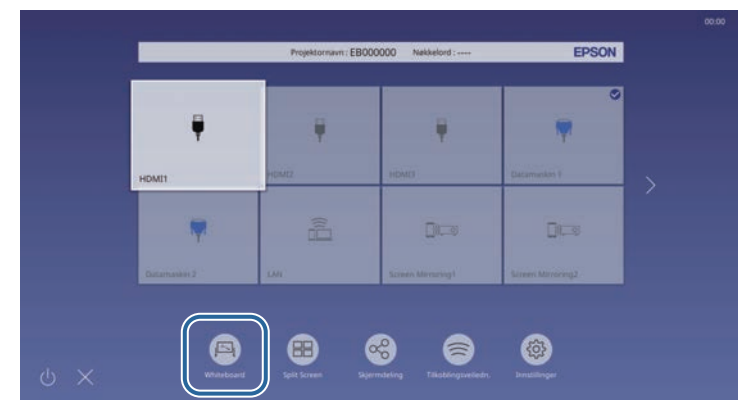 00:00
Projektornavn : EB000000 Nøkkelord : ---- EPSON
HDMI1 HDMI2 HDMI3 Datamaskin 1
Datamaskin 2 LAN Screen Mirroring1 Screen Mirroring2
Whiteboard Split Screen Skjermdeling Tilkoblingsveiledn. Innstillinger